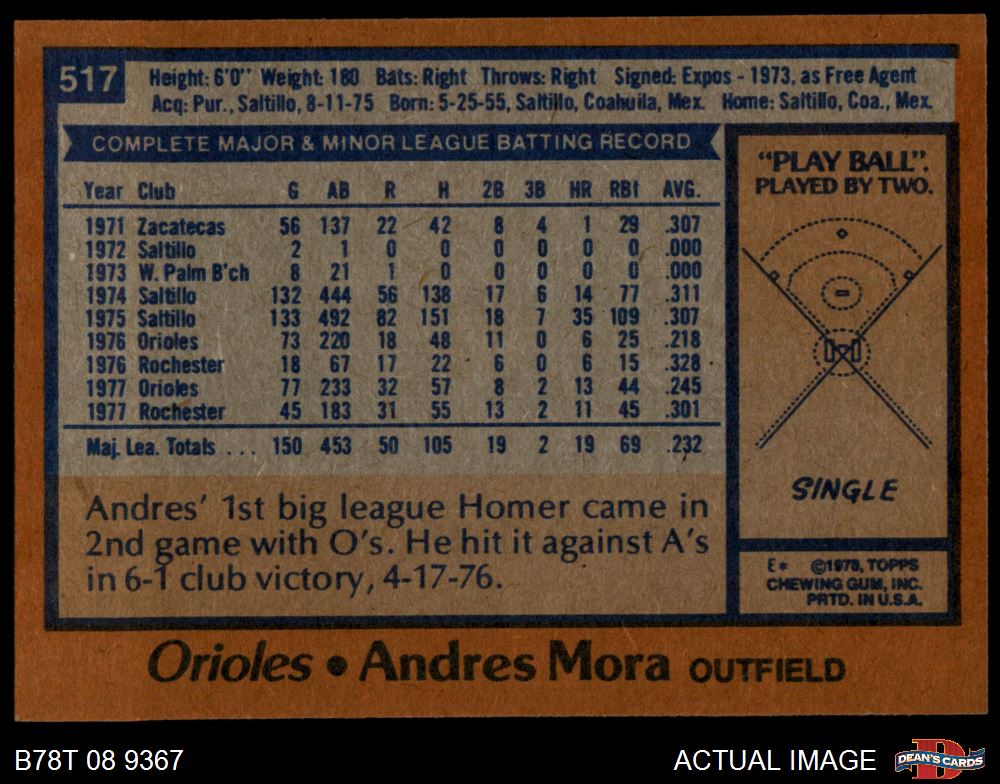 517
Height: 6'0" Weight: 180 Bats: Right Throws: Right Signed: Expos - 1973, as Free Agent
Acq: Pur., Saltillo, 8-11-75 Born: 5-25-55, Saltillo, Coahuila, Mex. Home: Saltillo, Coa., Mex.
COMPLETE MAJOR & MINOR LEAGUE BATTING RECORD
Year Club G AB R H 2B 3B HR RBI AVG.
1971 Zacatecas 56 137 22 42 8 4 1 29 .307
1972 Saltillo 2 1 0 0 0 0 0 0 .000
1973 W. Palm B'ch 8 21 1 0 0 0 0 0 .000
1974 Saltillo 132 444 56 138 17 6 14 77 .311
1975 Saltillo 133 492 82 151 18 7 35 109 .307
1976 Orioles 73 220 18 48 11 0 6 25 .218
1976 Rochester 18 67 17 22 6 0 6 15 .328
1977 Orioles 77 233 32 57 8 2 13 44 .245
1977 Rochester 45 183 31 55 13 2 11 45 .301
Maj. Lea. Totals . . . 150 453 50 105 19 2 19 69 .232
Andres' 1st big league Homer came in
2nd game with O's. He hit it against A's
in 6-1 club victory, 4-17-76.
"PLAY BALL".
PLAYED BY TWO.
SINGLE
E* ©1978, TOPPS
CHEWING GUM, INC.
PRTD. IN U.S.A.
Orioles • Andres Mora OUTFIELD
B78T 08 9367
ACTUAL IMAGE
DEAN'S CARDS